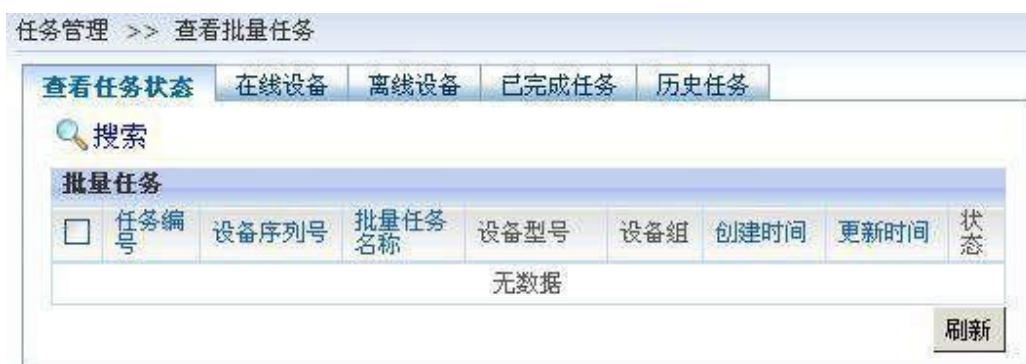 任务管理 >> 查看批量任务
查看任务状态 在线设备 离线设备 已完成任务 历史任务
搜索
批量任务
任务编号 设备序列号 批量任务名称 设备型号 设备组 创建时间 更新时间 状态
无数据
刷新